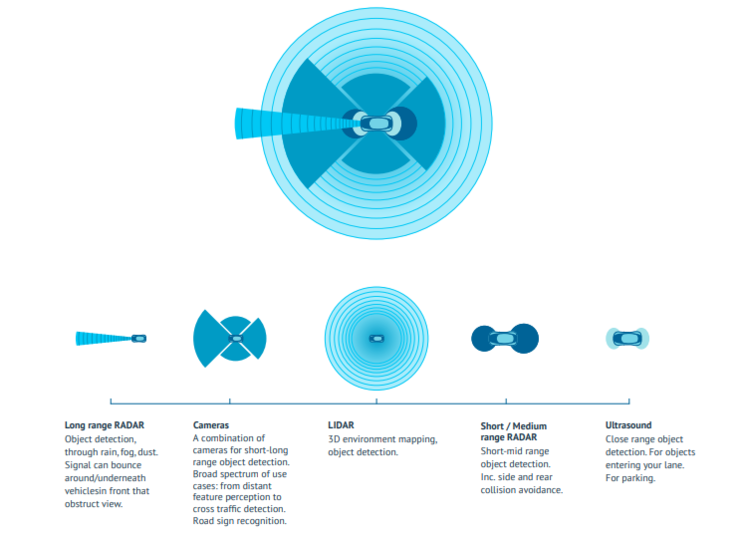 Long range RADAR
Object detection,
through rain, fog, dust.
Signal can bounce
around/underneath
vehiclesin front that
obstruct view.
Cameras
A combination of
cameras for short-long
range object detection.
Broad spectrum of use
cases: from distant
feature perception to
cross traffic detection.
Road sign recognition.
LIDAR
3D environment mapping,
object detection.
Short / Medium
range RADAR
Short-mid range
object detection.
Inc. side and rear
collision avoidance.
Ultrasound
Close range object
detection. For objects
entering your lane.
For parking.